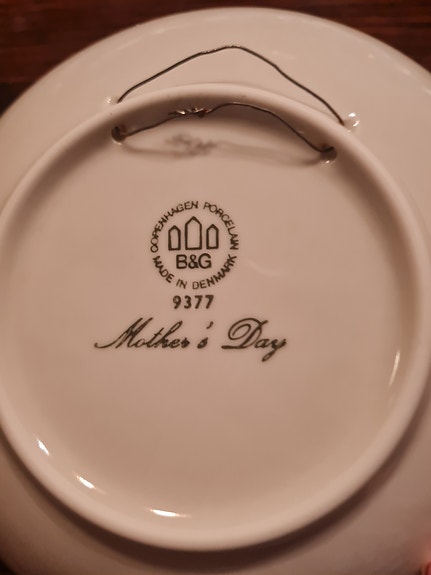 COPENHAGEN PORCELAIN
B&G
MADE IN DENMARK
9377
Mother's Day